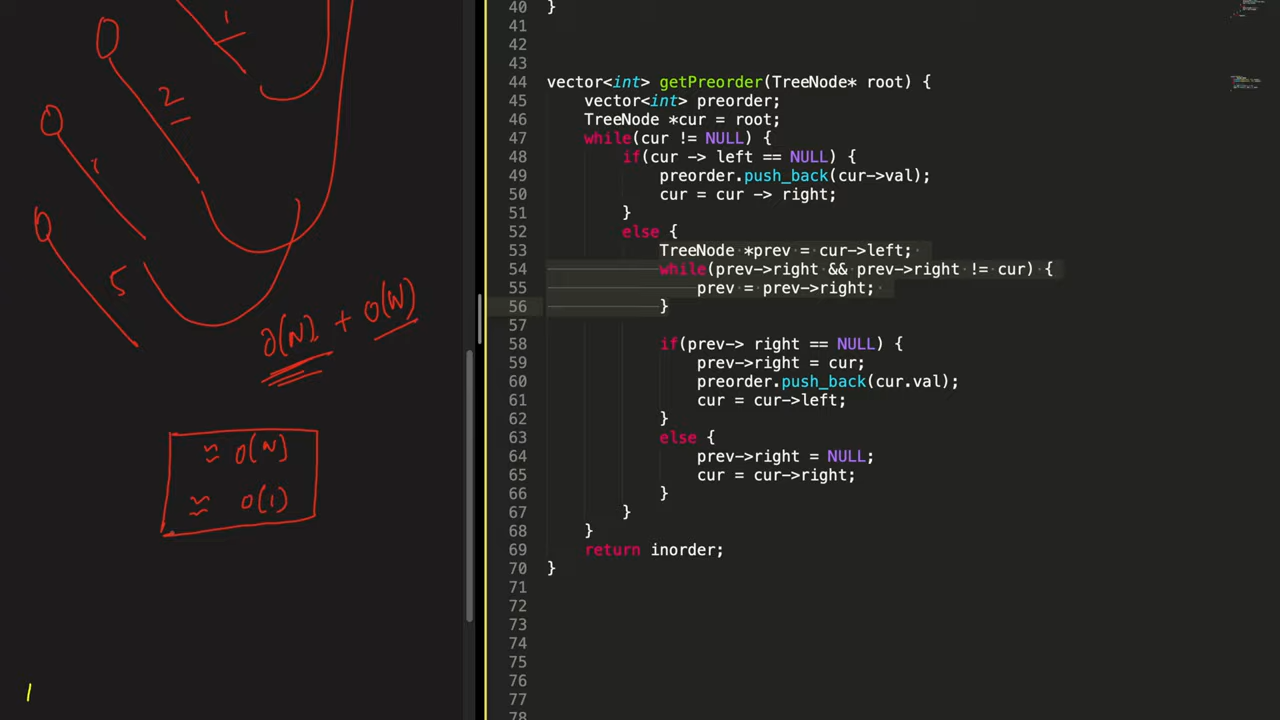 1
2
1
5
O(N) + O(N)
≈ O(N)
≈ O(1)
1
40 }
41
42
43
44 vector<int> getPreorder(TreeNode* root) {
45 vector<int> preorder;
46 TreeNode *cur = root;
47 while(cur != NULL) {
48 if(cur -> left == NULL) {
49 preorder.push_back(cur->val);
50 cur = cur -> right;
51 }
52 else {
53 TreeNode *prev = cur->left;
54 while(prev->right && prev->right != cur) {
55 prev = prev->right;
56 }
57
58 if(prev-> right == NULL) {
59 prev->right = cur;
60 preorder.push_back(cur.val);
61 cur = cur->left;
62 }
63 else {
64 prev->right = NULL;
65 cur = cur->right;
66 }
67 }
68 }
69 return inorder;
70 }
71
72
73
74
75
76
77
78